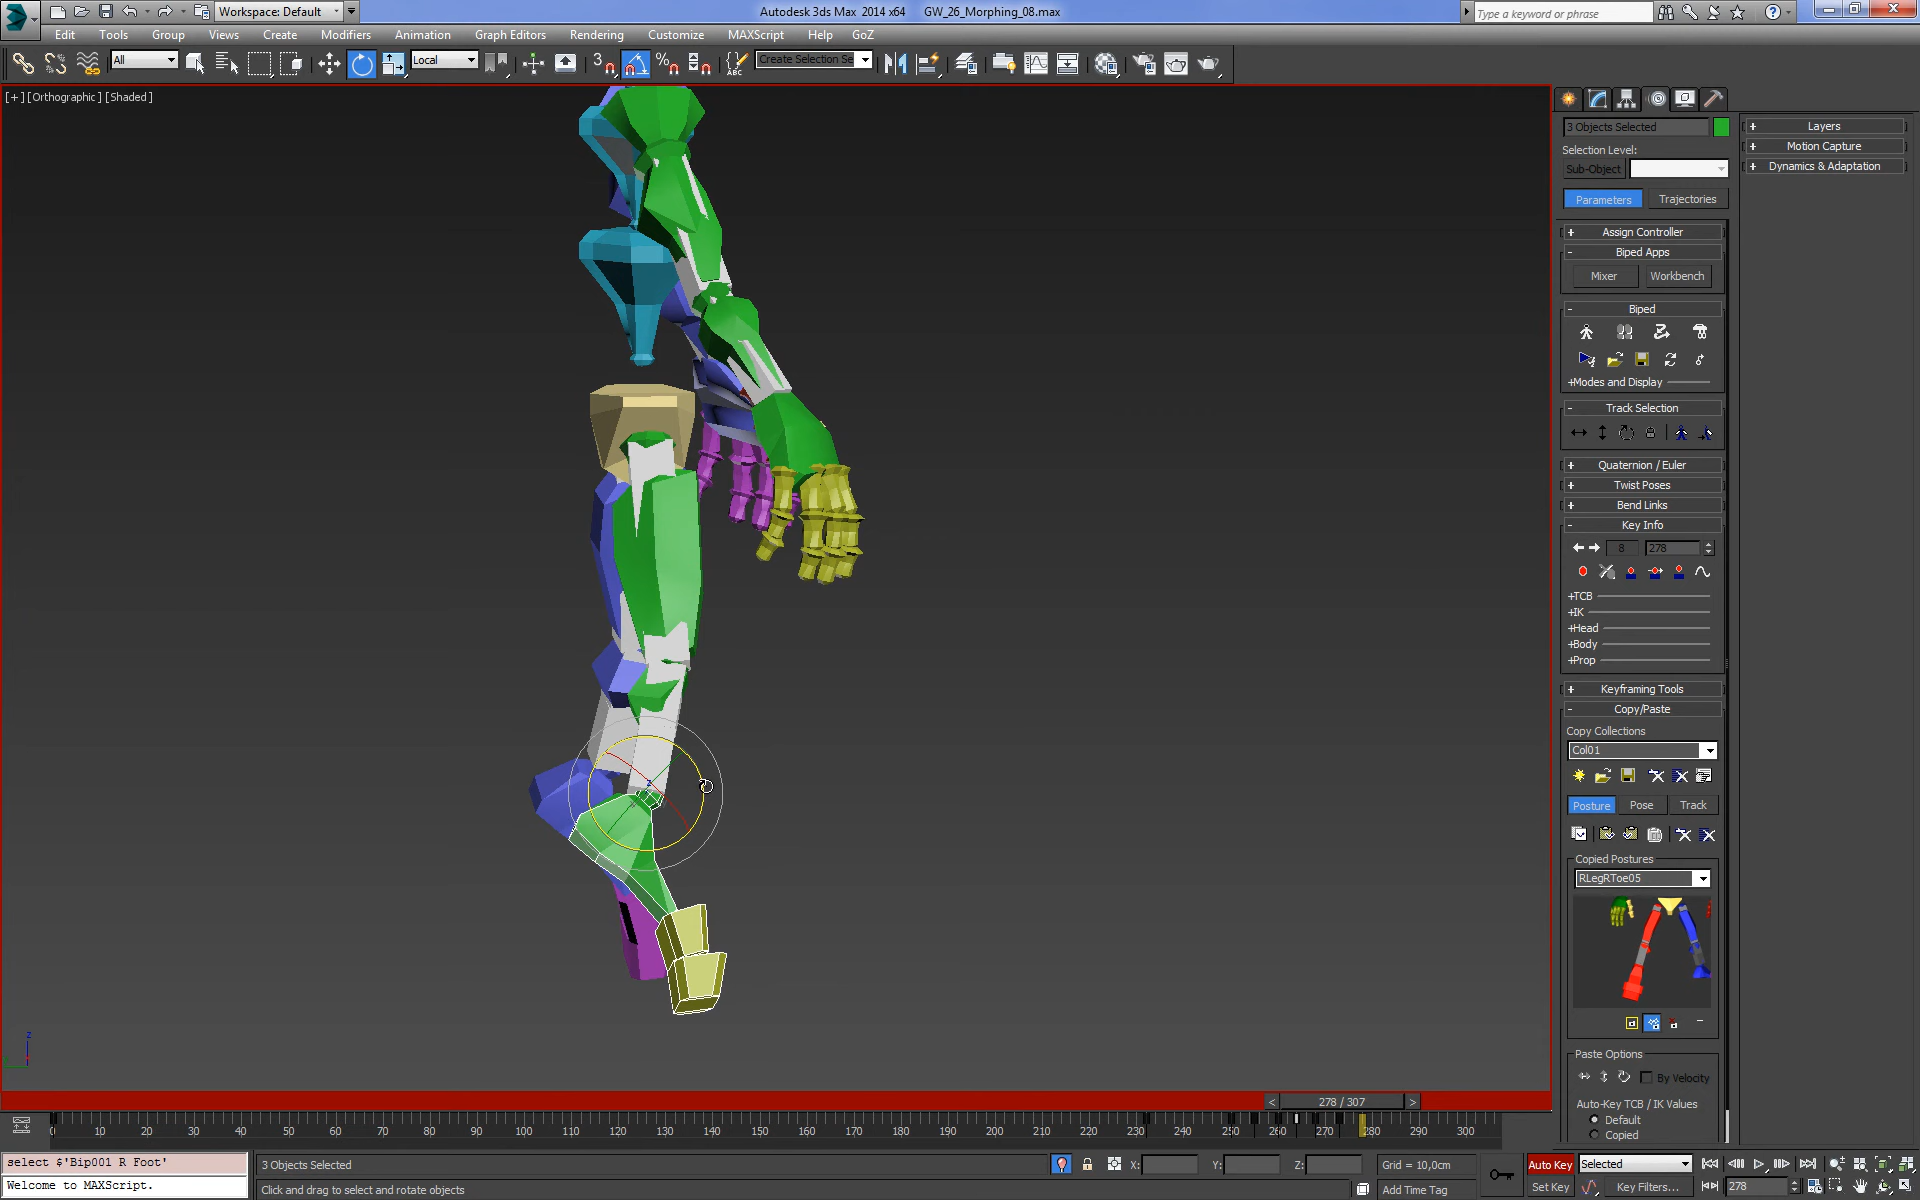 Workspace: Default
Autodesk 3ds Max 2014 x64 GW_26_Morphing_08.max
Type a keyword or phrase
Edit Tools Group Views Create Modifiers Animation Graph Editors Rendering Customize MAXScript Help GoZ
All
Local
Create Selection Se
[+] [Orthographic ] [Shaded ]
3 Objects Selected
Selection Level:
Sub-Object
Parameters Trajectories
+ Assign Controller
- Biped Apps
Mixer Workbench
- Biped
+Modes and Display
- Track Selection
+ Quaternion / Euler
+ Twist Poses
+ Bend Links
- Key Info
8 278
+TCB
+IK
+Head
+Body
+Prop
+ Keyframing Tools
- Copy/Paste
Copy Collections
Col01
Posture Pose Track
Copied Postures
RLegRToe05
Paste Options
By Velocity
Auto-Key TCB / IK Values
Default
Copied
+ Layers
+ Motion Capture
+ Dynamics & Adaptation
z
< 278 / 307 >
0 10 20 30 40 50 60 70 80 90 100 110 120 130 140 150 160 170 180 190 200 210 220 230 240 250 260 270 280 290 300
select $'Bip001 R Foot'
Welcome to MAXScript.
3 Objects Selected
Click and drag to select and rotate objects
X: Y: Z:
Grid = 10,0cm
Add Time Tag
Auto Key Selected
Set Key Key Filters...
278